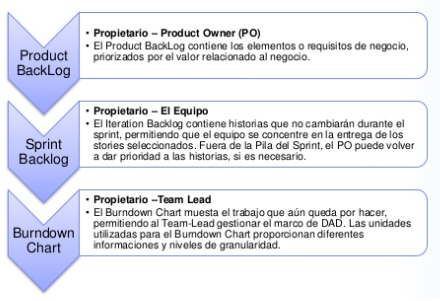 Product
BackLog
• Propietario – Product Owner (PO)
• El Product BackLog contiene los elementos o requisitos de negocio,
priorizados por el valor relacionado al negocio.
Sprint
Backlog
• Propietario – El Equipo
• El Iteration Backlog contiene historias que no cambiarán durante el
sprint, permitiendo que el equipo se concentre en la entrega de los
stories seleccionados. Fuera de la Pila del Sprint, el PO puede volver
a dar prioridad a las historias, si es necesario.
Burndown
Chart
• Propietario –Team Lead
• El Burndown Chart muesta el trabajo que aún queda por hacer,
permitiendo al Team-Lead gestionar el marco de DAD. Las unidades
utilizadas para el Burndown Chart proporcionan diferentes
informaciones y niveles de granularidad.